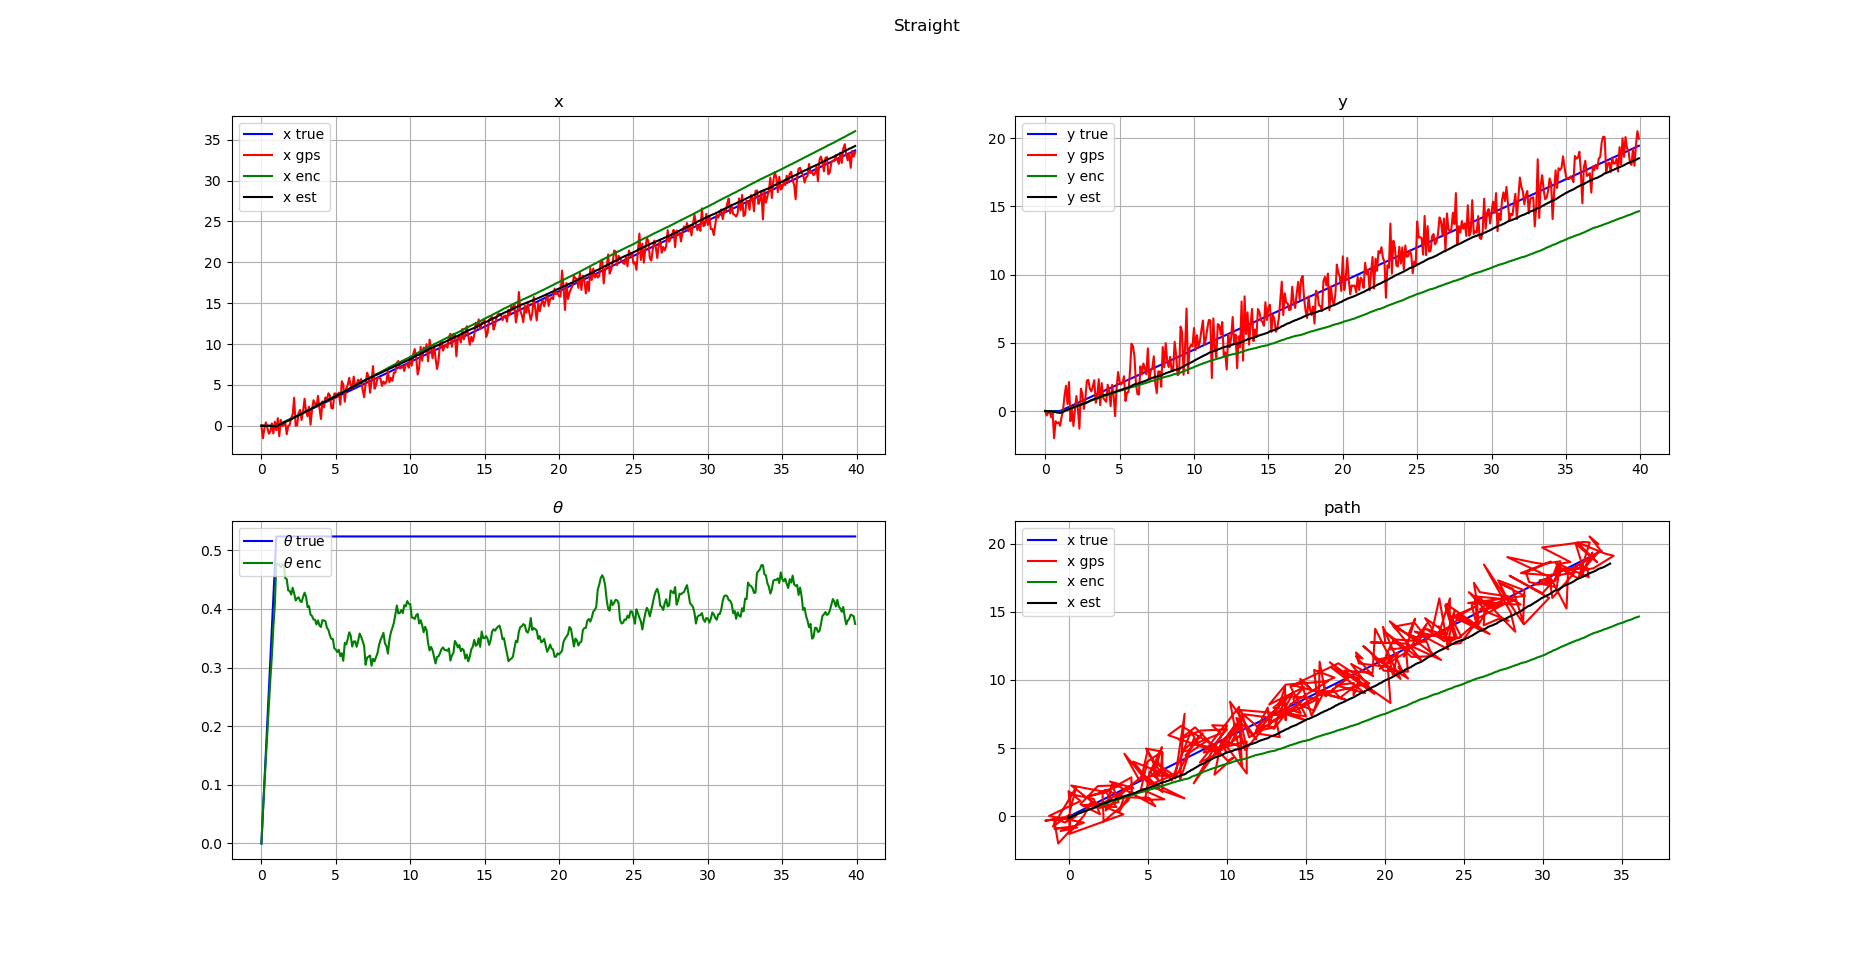 Straight
x
x true
x gps
x enc
x est
35
30
25
20
15
10
5
0
0 5 10 15 20 25 30 35 40
y
y true
y gps
y enc
y est
20
15
10
5
0
0 5 10 15 20 25 30 35 40
θ
θ true
θ enc
0.5
0.4
0.3
0.2
0.1
0.0
0 5 10 15 20 25 30 35 40
path
x true
x gps
x enc
x est
20
15
10
5
0
0 5 10 15 20 25 30 35